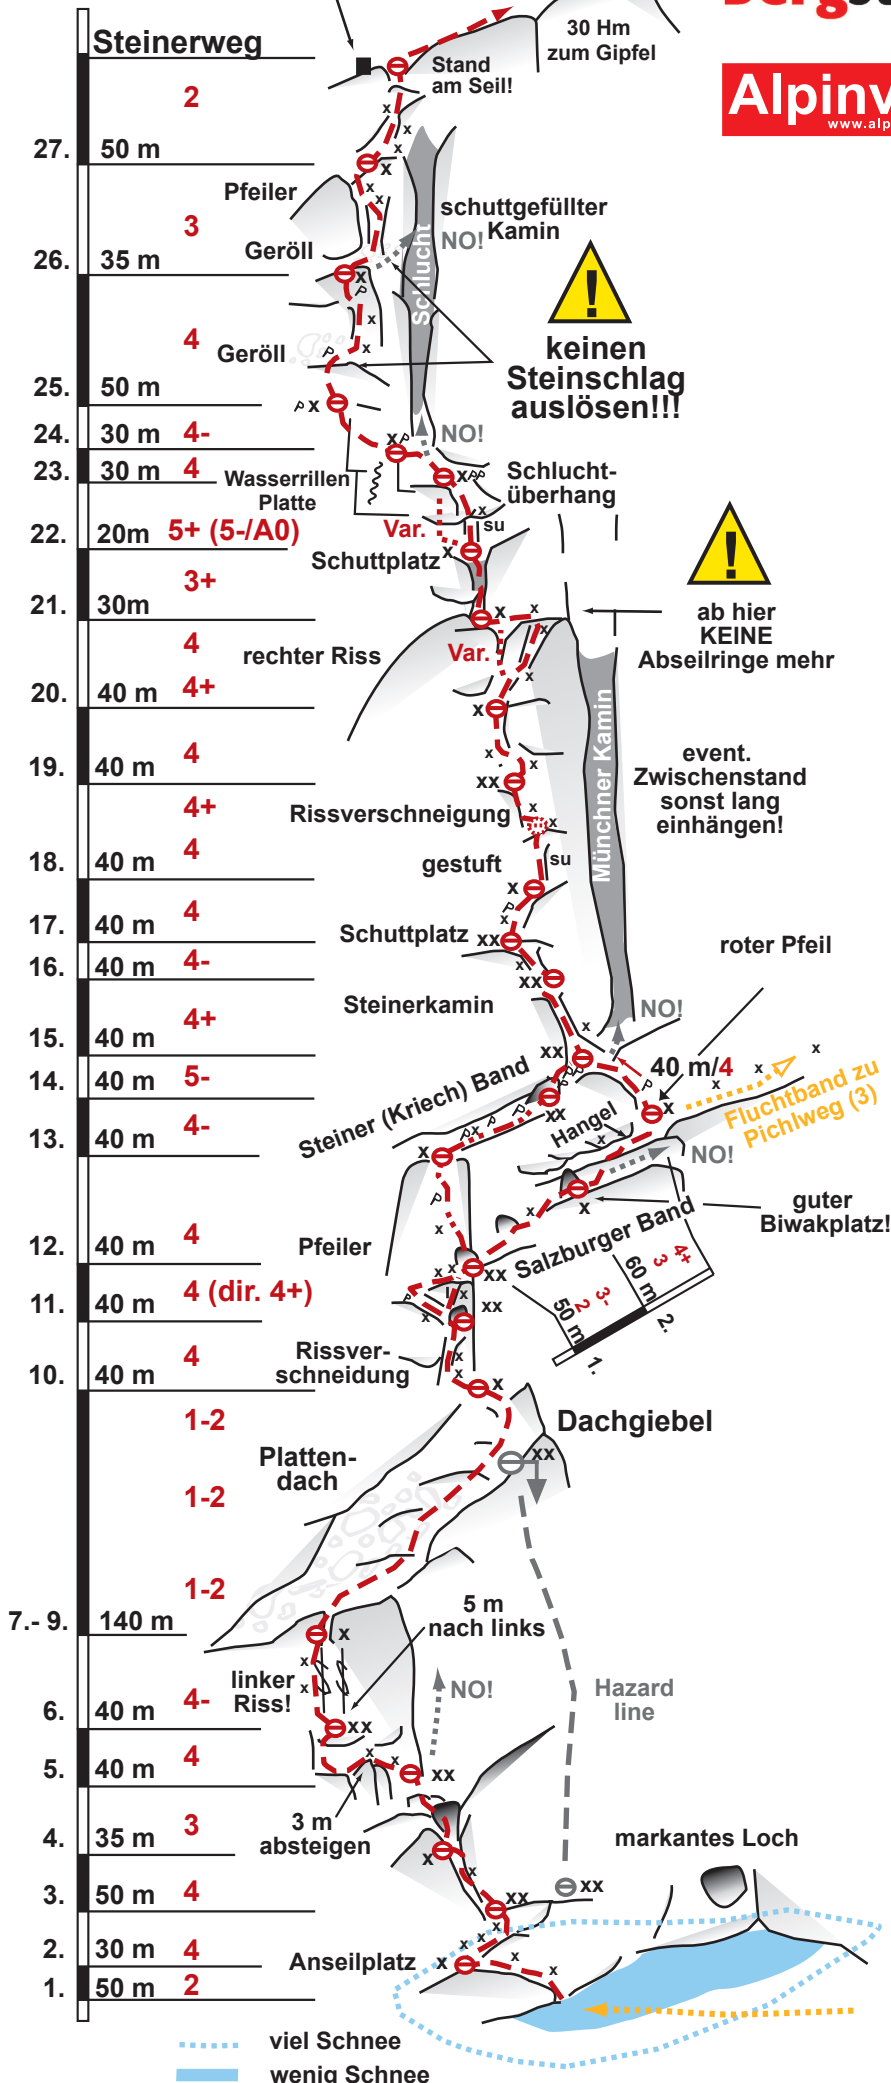 Steinerweg
30 Hm
zum Gipfel
Stand
am Seil!
Alpinv
www.alp
2
27. 50 m
Pfeiler
schuttgefüllter
Kamin
NO!
Schlucht
3
Geröll
26. 35 m
4
Geröll
keinen
Steinschlag
auslösen!!!
25. 50 m
24. 30 m 4-
NO!
23. 30 m 4
Wasserrillen
Platte
Schlucht-
überhang
22. 20m 5+ (5-/A0)
Var.
su
Schuttplatz
3+
21. 30m
ab hier
KEINE
Abseilringe mehr
4
rechter Riss
Var.
20. 40 m 4+
Münchner Kamin
event.
Zwischenstand
sonst lang
einhängen!
19. 40 m 4
4+
Rissverschneigung
gestuft
su
18. 40 m 4
17. 40 m 4
Schuttplatz
roter Pfeil
16. 40 m 4-
Steinerkamin
NO!
15. 40 m 4+
40 m/4
14. 40 m 5-
Steiner (Kriech) Band
Fluchtband zu
Pichlweg (3)
Hangel
13. 40 m 4-
NO!
guter
Biwakplatz!
Pfeiler
12. 40 m 4
Salzburger Band
11. 40 m 4 (dir. 4+)
50 m 2 3- 1.
60 m 3 4+ 2.
Rissver-
schneidung
10. 40 m 4
1-2
Dachgiebel
Platten-
dach
1-2
1-2
7.- 9. 140 m
5 m
nach links
linker
Riss!
NO!
Hazard
line
6. 40 m 4-
5. 40 m 4
3 m
absteigen
4. 35 m 3
markantes Loch
3. 50 m 4
2. 30 m 4
Anseilplatz
1. 50 m 2
viel Schnee
wenig Schnee